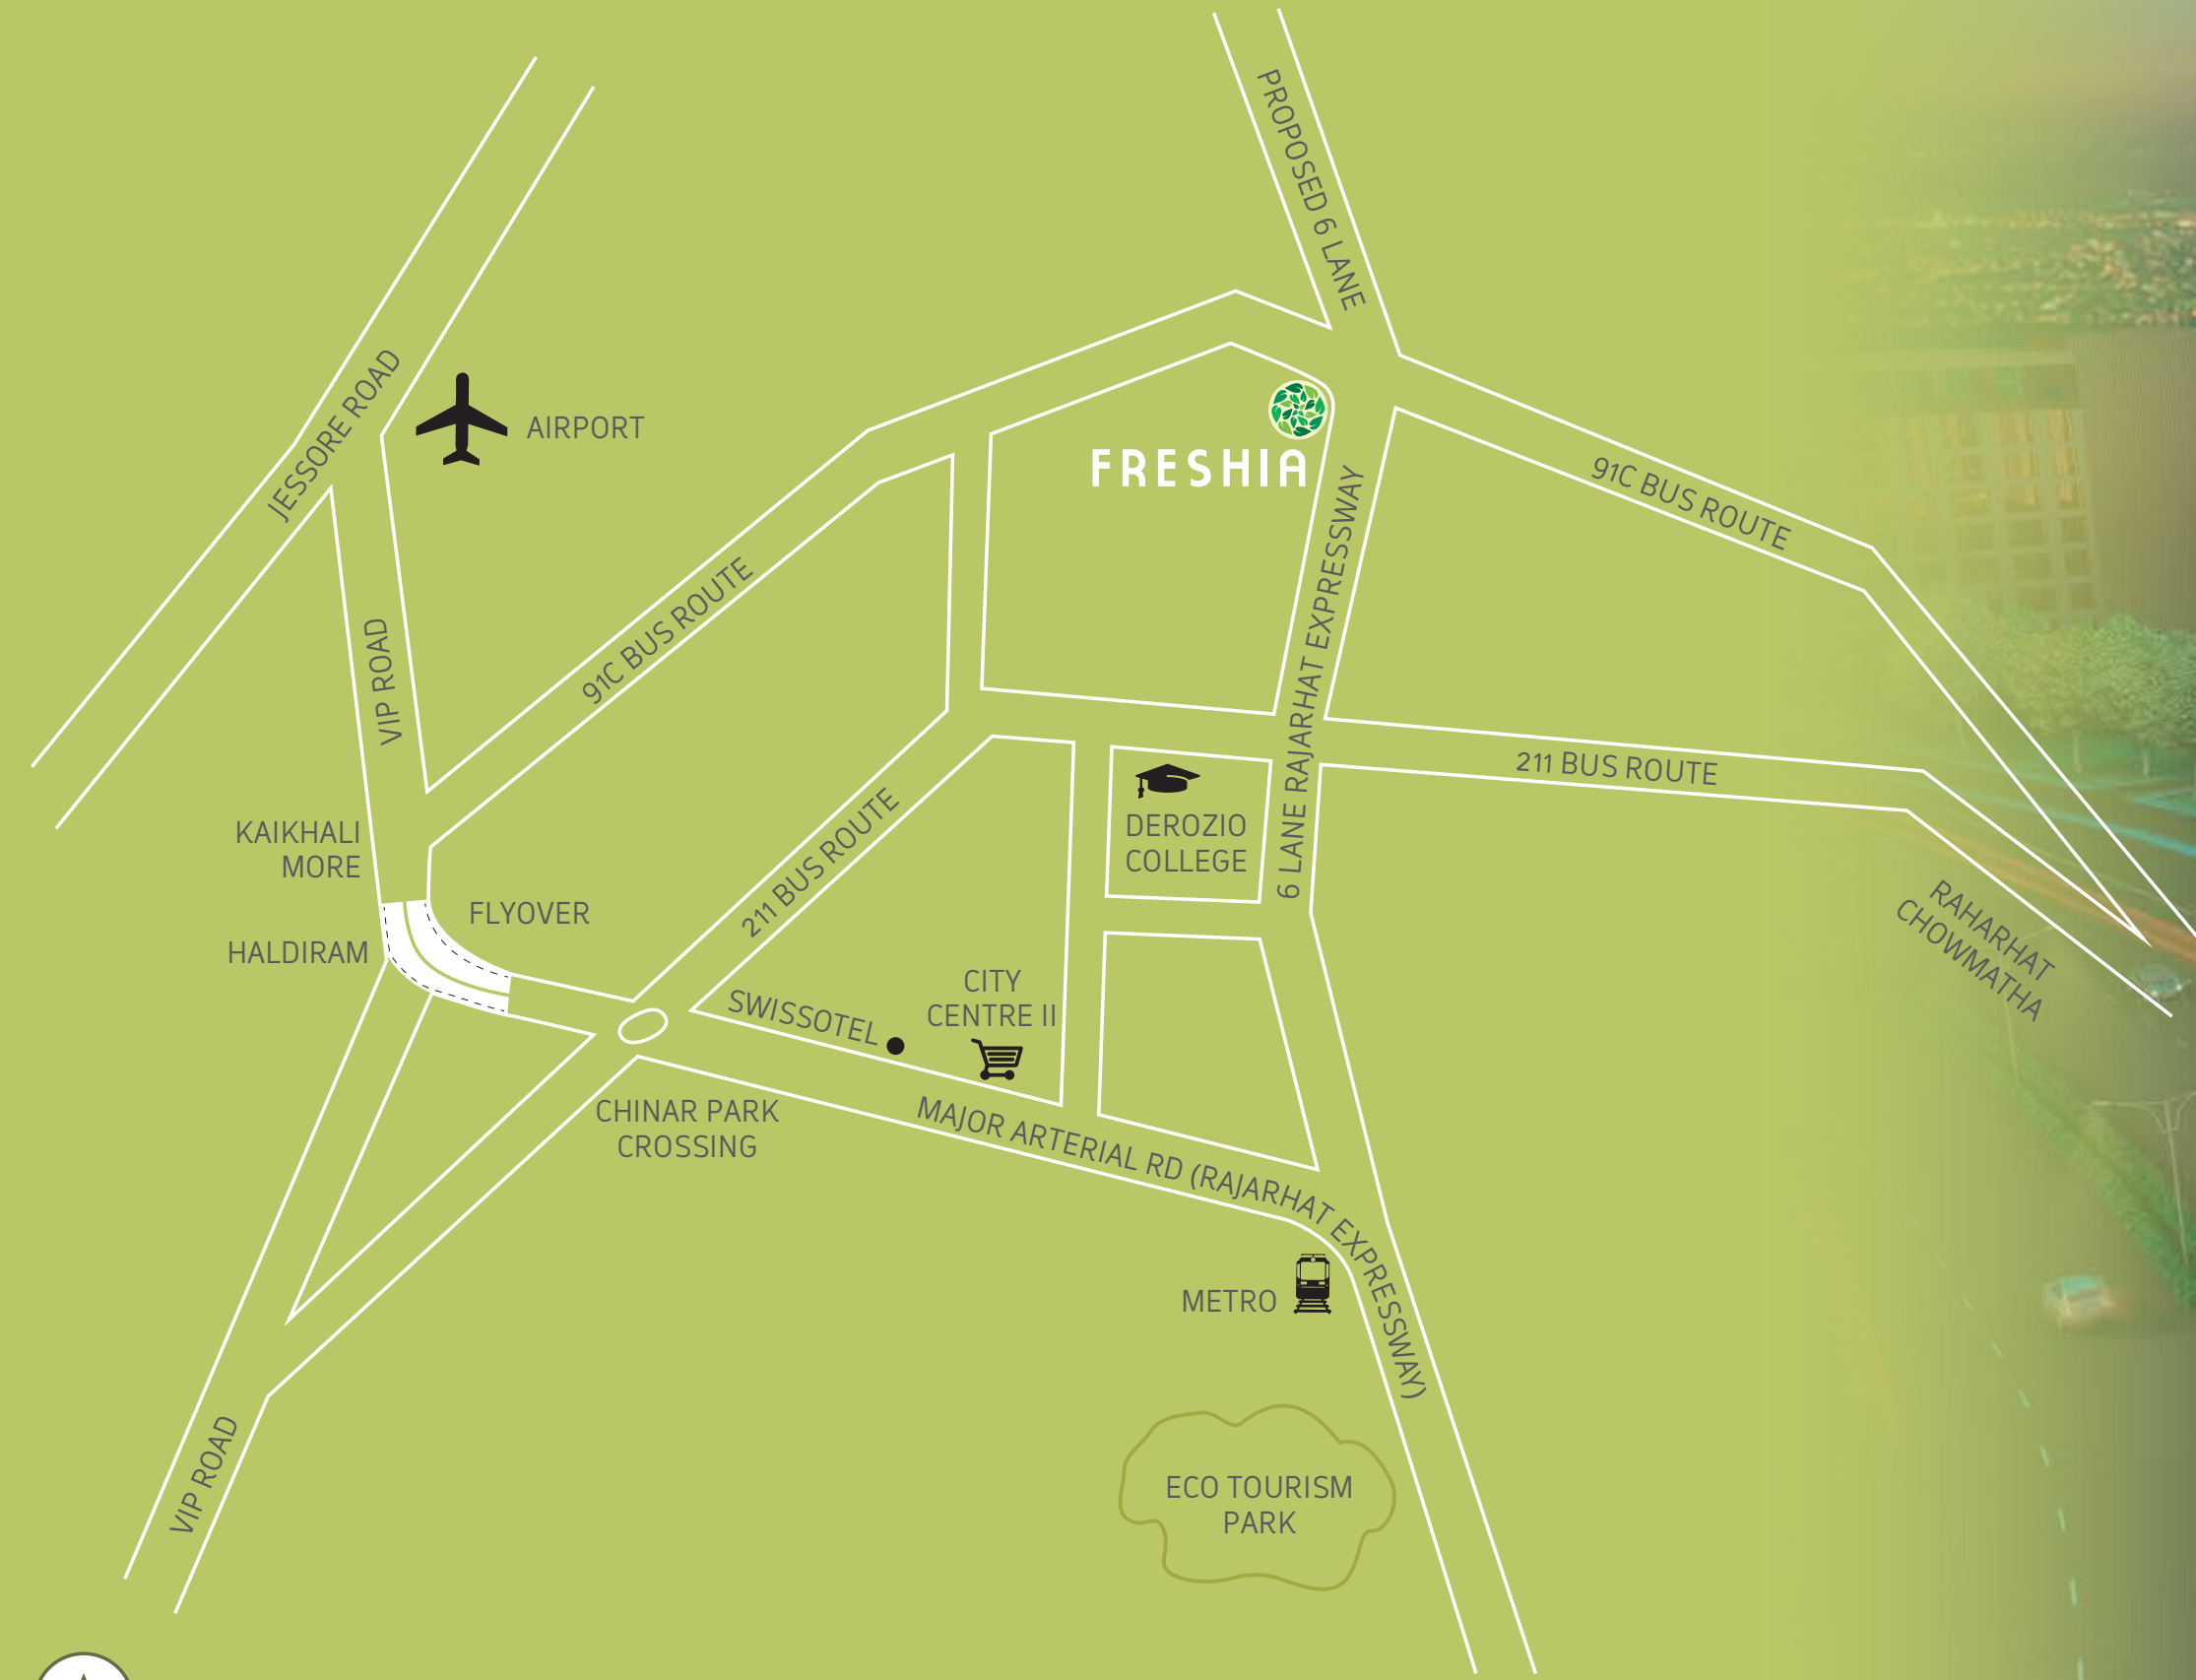 PROPOSED 6 LANE
JESSORE ROAD
AIRPORT
FRESHIA
91C BUS ROUTE
6 LANE RAJARHAT EXPRESSWAY
91C BUS ROUTE
VIP ROAD
211 BUS ROUTE
KAIKHALI
MORE
DEROZIO
COLLEGE
211 BUS ROUTE
FLYOVER
HALDIRAM
RAHARHAT
CHOWMATHA
CITY
CENTRE II
SWISSOTEL
CHINAR PARK
CROSSING
MAJOR ARTERIAL RD (RAJARHAT EXPRESSWAY)
METRO
VIP ROAD
ECO TOURISM
PARK